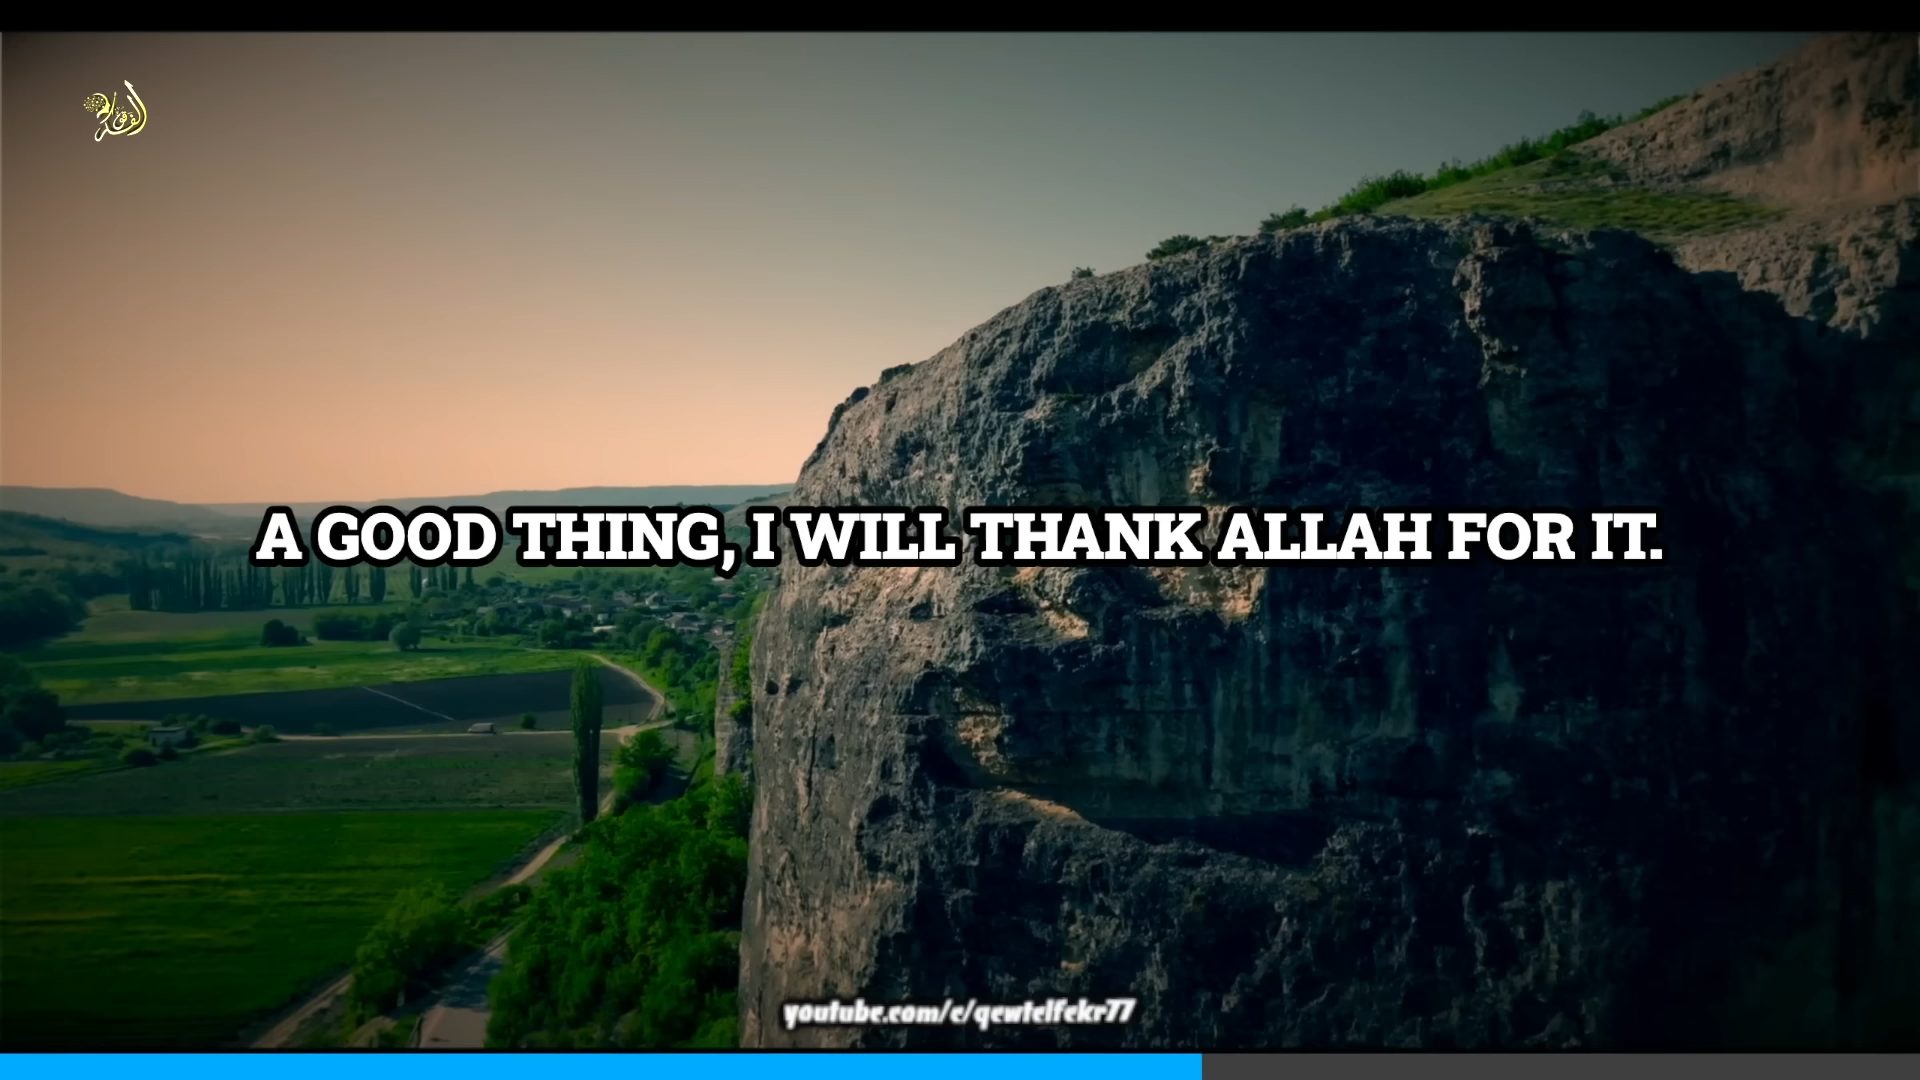 A GOOD THING, I WILL THANK ALLAH FOR IT.
youtube.com/c/qewtelfekr77